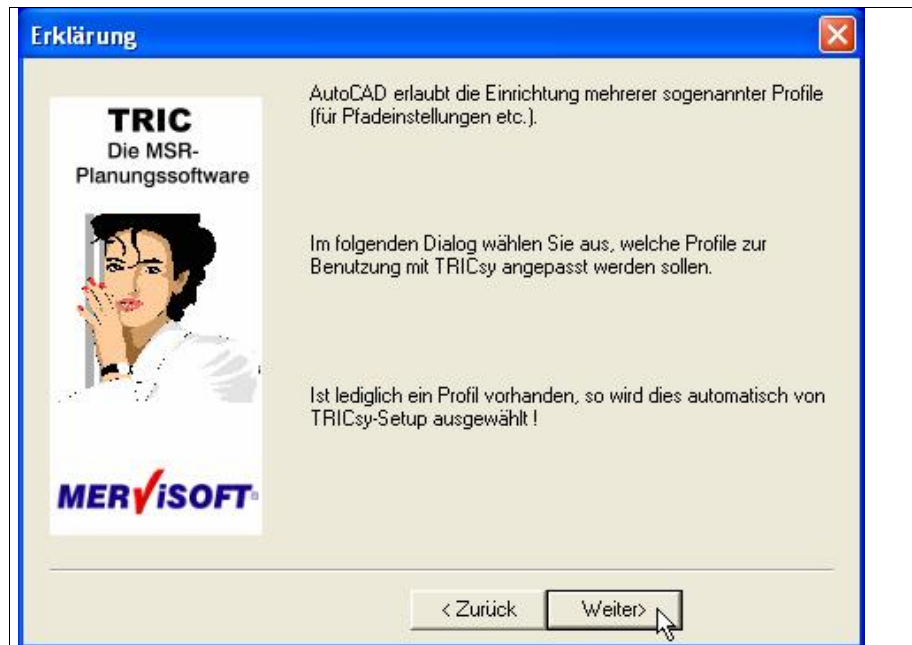 Erklärung
TRIC
Die MSR-
Planungssoftware
MERViSOFT
AutoCAD erlaubt die Einrichtung mehrerer sogenannter Profile
(für Pfadeinstellungen etc.).
Im folgenden Dialog wählen Sie aus, welche Profile zur
Benutzung mit TRICsy angepasst werden sollen.
Ist lediglich ein Profil vorhanden, so wird dies automatisch von
TRICsy-Setup ausgewählt !
< Zurück
Weiter>